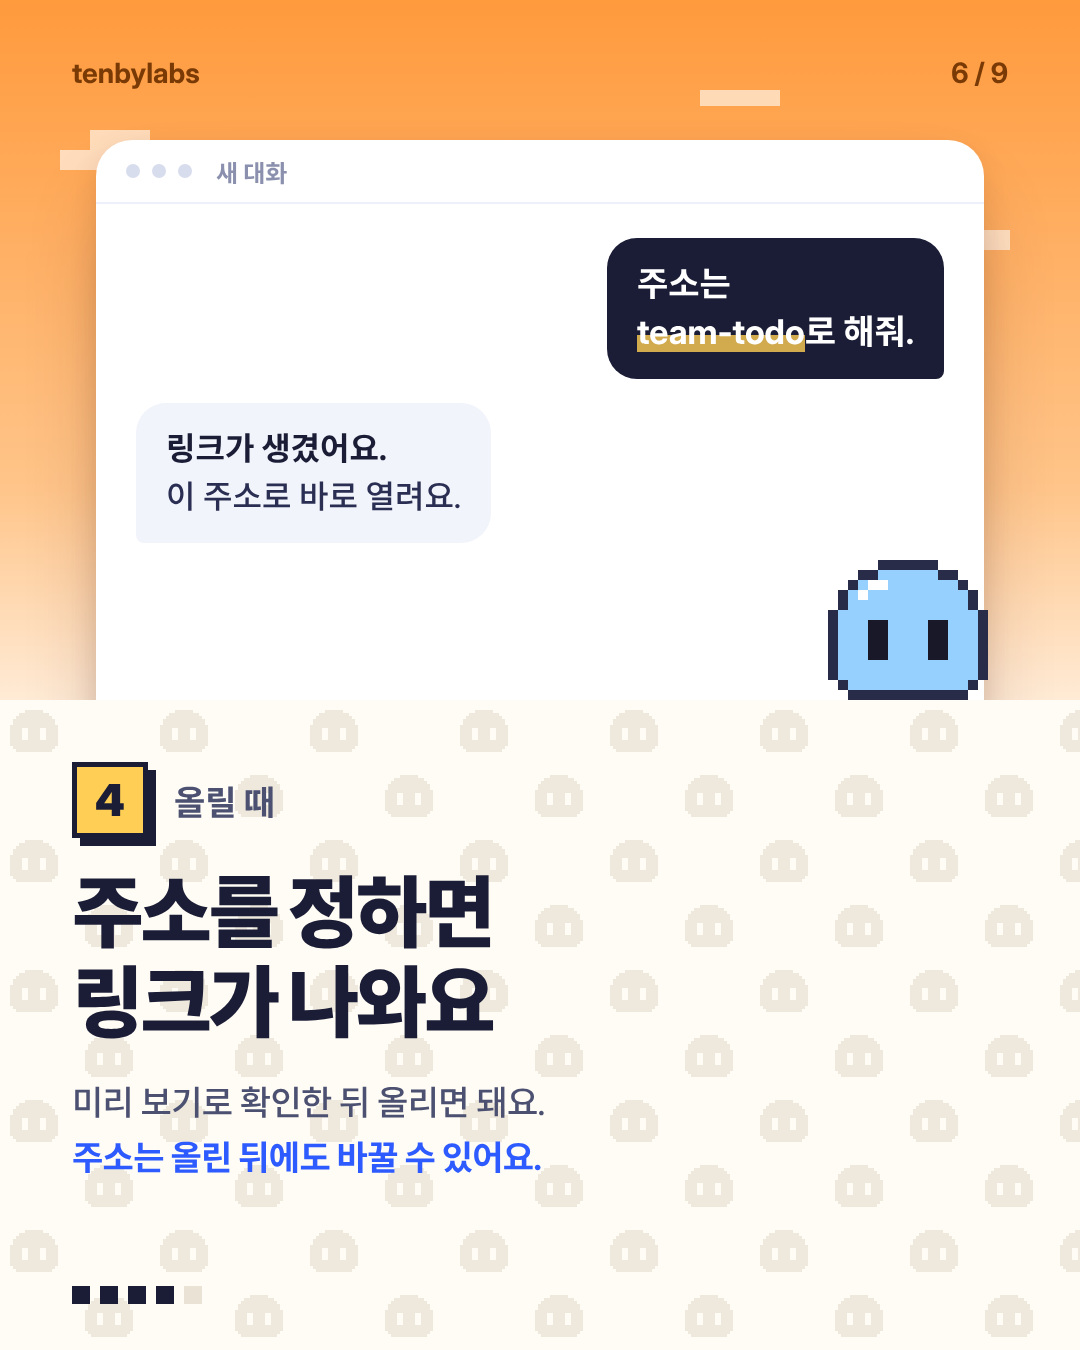 tenbylabs
6 / 9
새 대화
주소는
team-todo로 해줘.
링크가 생겼어요.
이 주소로 바로 열려요.
4
올릴 때
주소를 정하면
링크가 나와요
미리 보기로 확인한 뒤 올리면 돼요.
주소는 올린 뒤에도 바꿀 수 있어요.